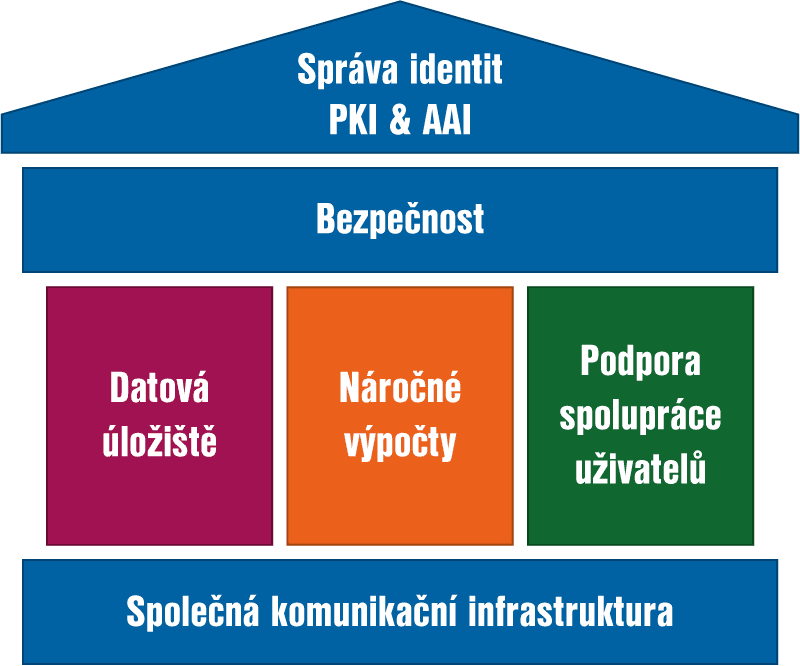 Správa identit
PKI & AAI
Bezpečnost
Datová
úložiště
Náročné
výpočty
Podpora
spolupráce
uživatelů
Společná komunikační infrastruktura